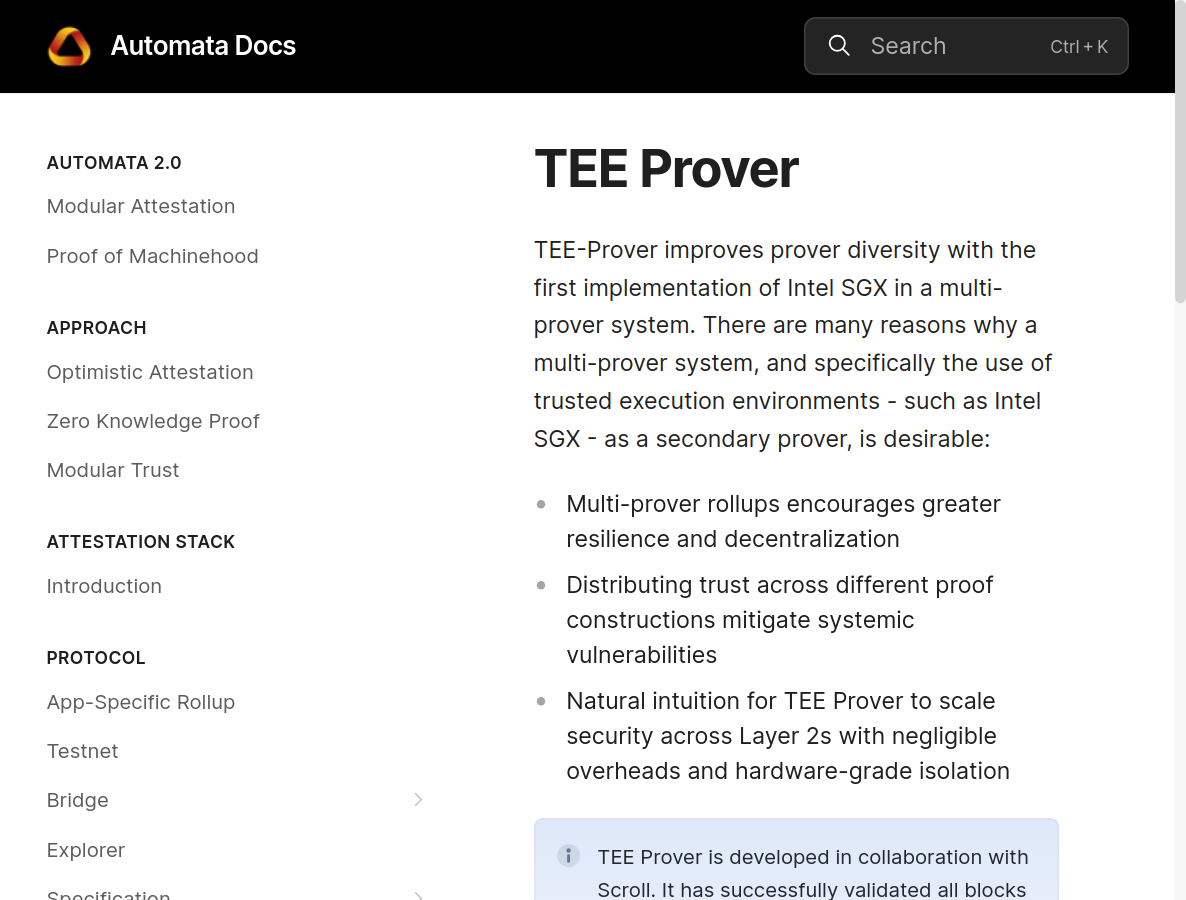 Automata Docs
Search
Ctrl + K
AUTOMATA 2.0
Modular Attestation
Proof of Machinehood
APPROACH
Optimistic Attestation
Zero Knowledge Proof
Modular Trust
ATTESTATION STACK
Introduction
PROTOCOL
App-Specific Rollup
Testnet
Bridge
Explorer
Specification
TEE Prover
TEE-Prover improves prover diversity with the
first implementation of Intel SGX in a multi-
prover system. There are many reasons why a
multi-prover system, and specifically the use of
trusted execution environments - such as Intel
SGX - as a secondary prover, is desirable:
Multi-prover rollups encourages greater
resilience and decentralization
Distributing trust across different proof
constructions mitigate systemic
vulnerabilities
Natural intuition for TEE Prover to scale
security across Layer 2s with negligible
overheads and hardware-grade isolation
TEE Prover is developed in collaboration with
Scroll. It has successfully validated all blocks